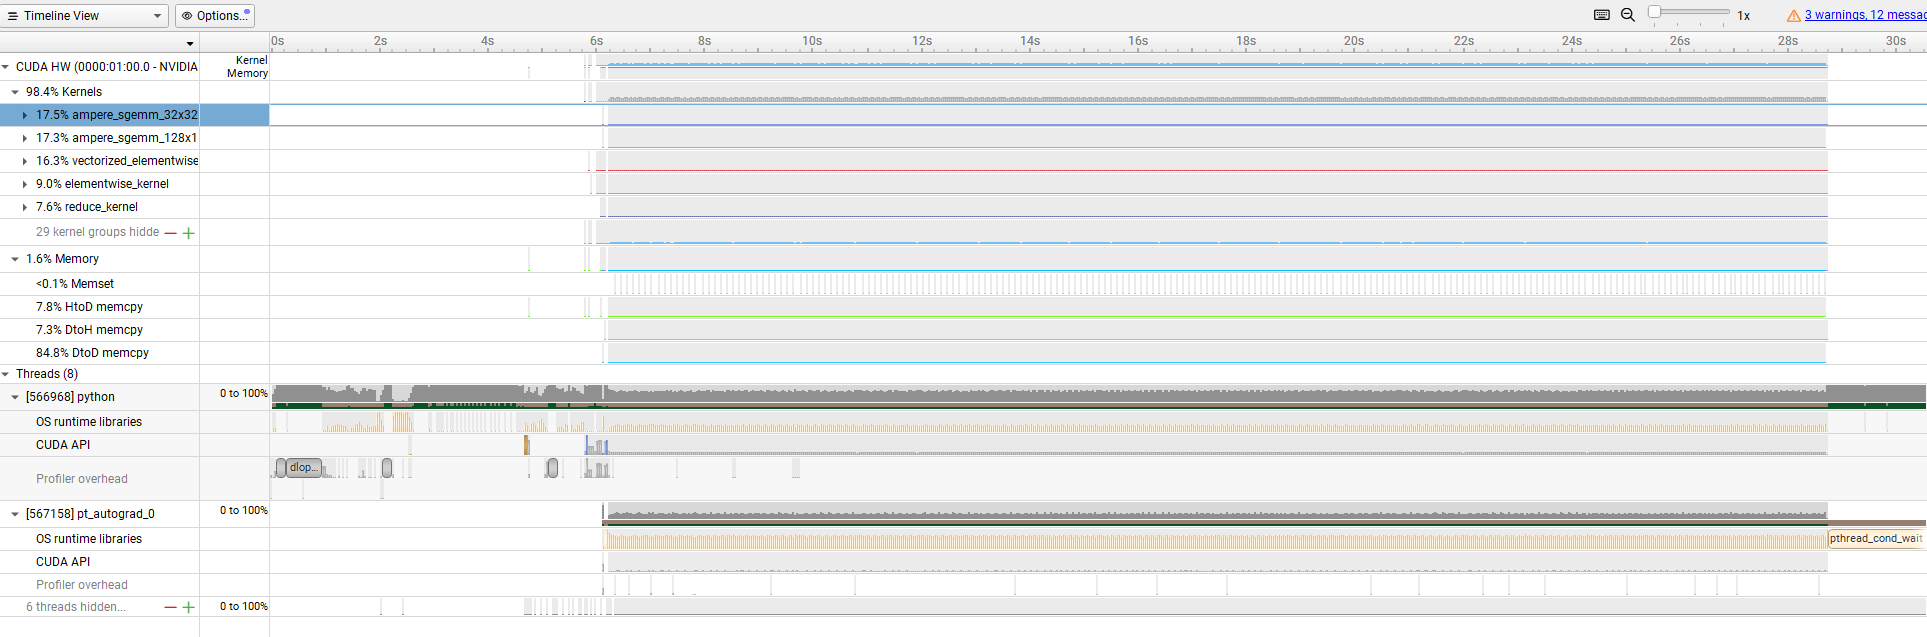 Timeline View
Options...
1x
3 warnings, 12 messag
0s 2s 4s 6s 8s 10s 12s 14s 16s 18s 20s 22s 24s 26s 28s 30s
CUDA HW (0000:01:00.0 - NVIDIA
Kernel
Memory
98.4% Kernels
17.5% ampere_sgemm_32x32
17.3% ampere_sgemm_128x1
16.3% vectorized_elementwise
9.0% elementwise_kernel
7.6% reduce_kernel
29 kernel groups hidde
1.6% Memory
<0.1% Memset
7.8% HtoD memcpy
7.3% DtoH memcpy
84.8% DtoD memcpy
Threads (8)
[566968] python
0 to 100%
OS runtime libraries
CUDA API
Profiler overhead
dlop...
[567158] pt_autograd_0
0 to 100%
OS runtime libraries
pthread_cond_wait
CUDA API
Profiler overhead
6 threads hidden...
0 to 100%